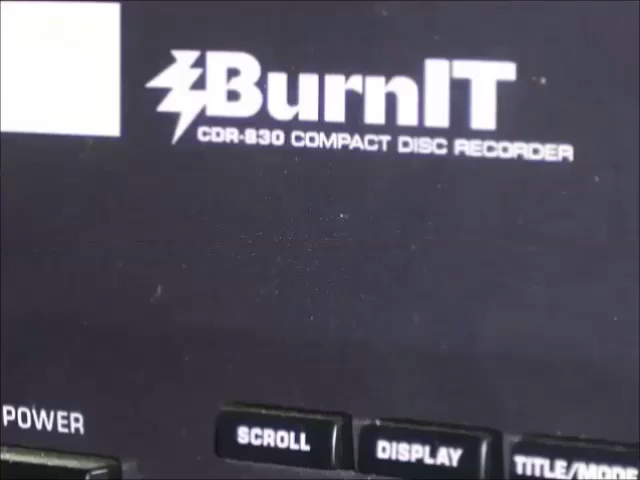 BurnIT
CDR-830 COMPACT DISC RECORDER
POWER
SCROLL
DISPLAY
TITLE/MODE